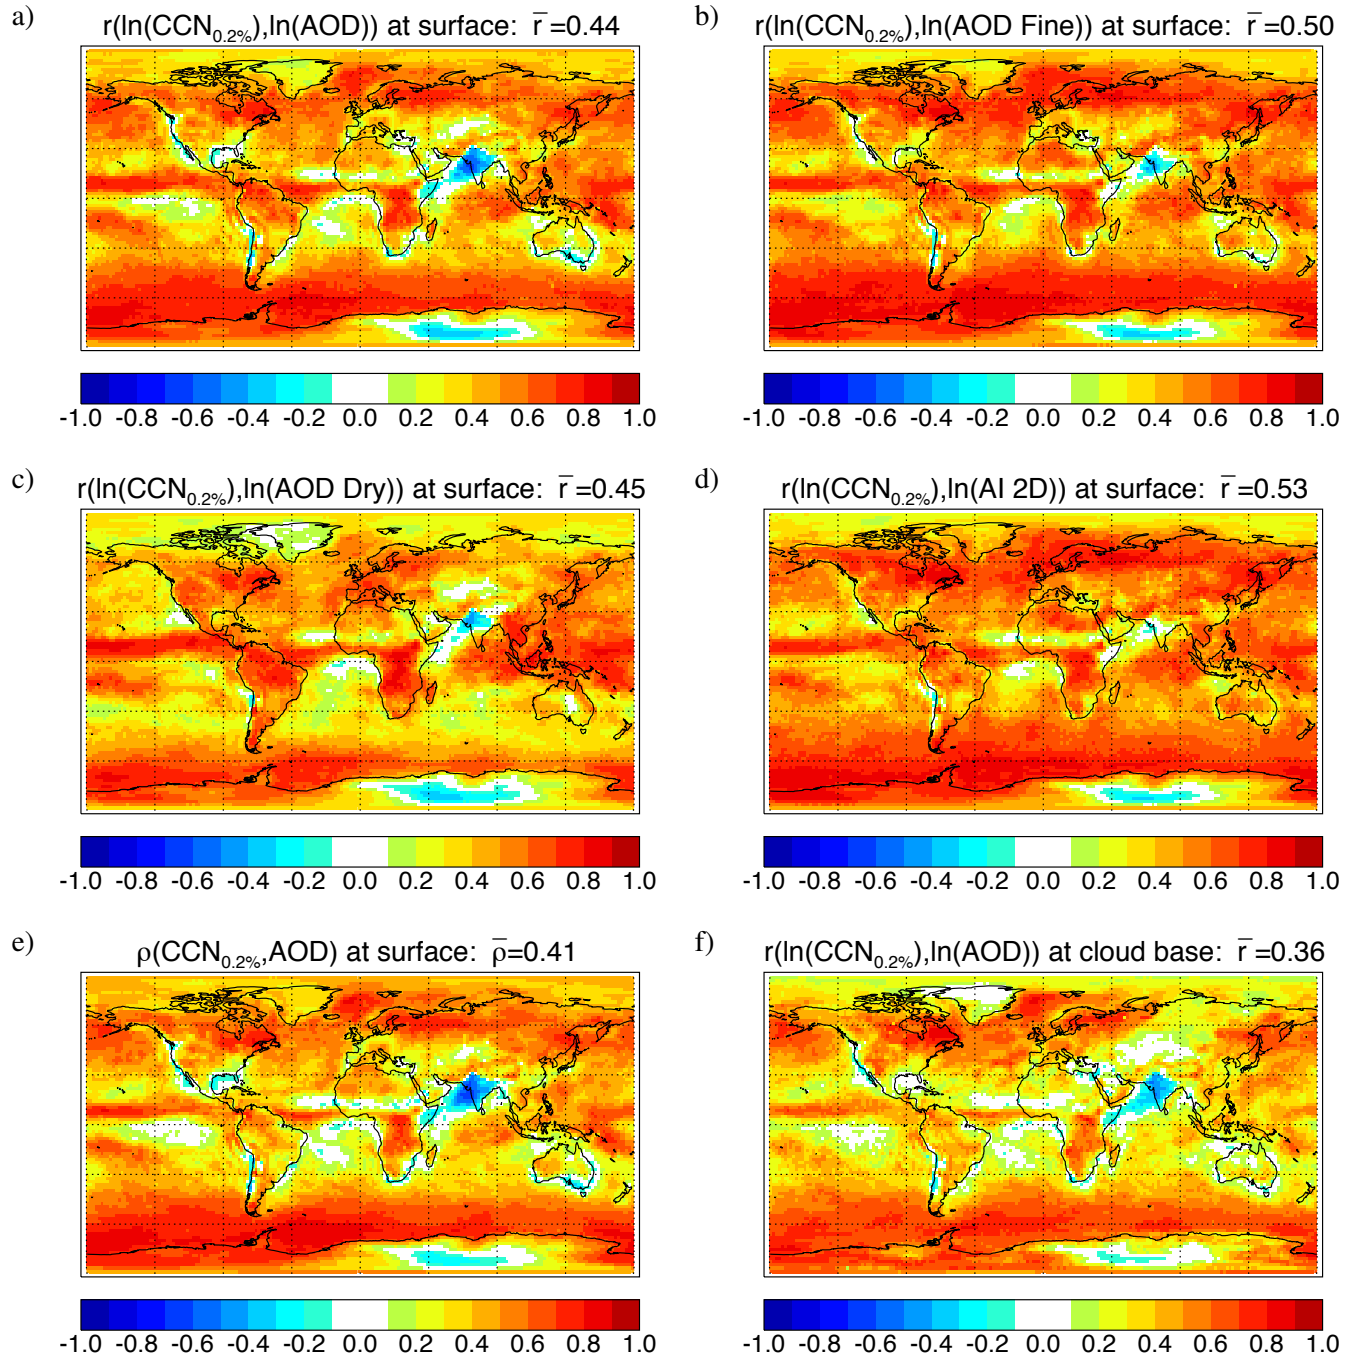 a)
r(ln(CCN0.2%),ln(AOD)) at surface: r̅=0.44
b)
r(ln(CCN0.2%),ln(AOD Fine)) at surface: r̅=0.50
-1.0 -0.8 -0.6 -0.4 -0.2 0.0 0.2 0.4 0.6 0.8 1.0
-1.0 -0.8 -0.6 -0.4 -0.2 0.0 0.2 0.4 0.6 0.8 1.0
c)
r(ln(CCN0.2%),ln(AOD Dry)) at surface: r̅=0.45
d)
r(ln(CCN0.2%),ln(AI 2D)) at surface: r̅=0.53
-1.0 -0.8 -0.6 -0.4 -0.2 0.0 0.2 0.4 0.6 0.8 1.0
-1.0 -0.8 -0.6 -0.4 -0.2 0.0 0.2 0.4 0.6 0.8 1.0
e)
ρ(CCN0.2%,AOD) at surface: ρ̅=0.41
f)
r(ln(CCN0.2%),ln(AOD)) at cloud base: r̅=0.36
-1.0 -0.8 -0.6 -0.4 -0.2 0.0 0.2 0.4 0.6 0.8 1.0
-1.0 -0.8 -0.6 -0.4 -0.2 0.0 0.2 0.4 0.6 0.8 1.0